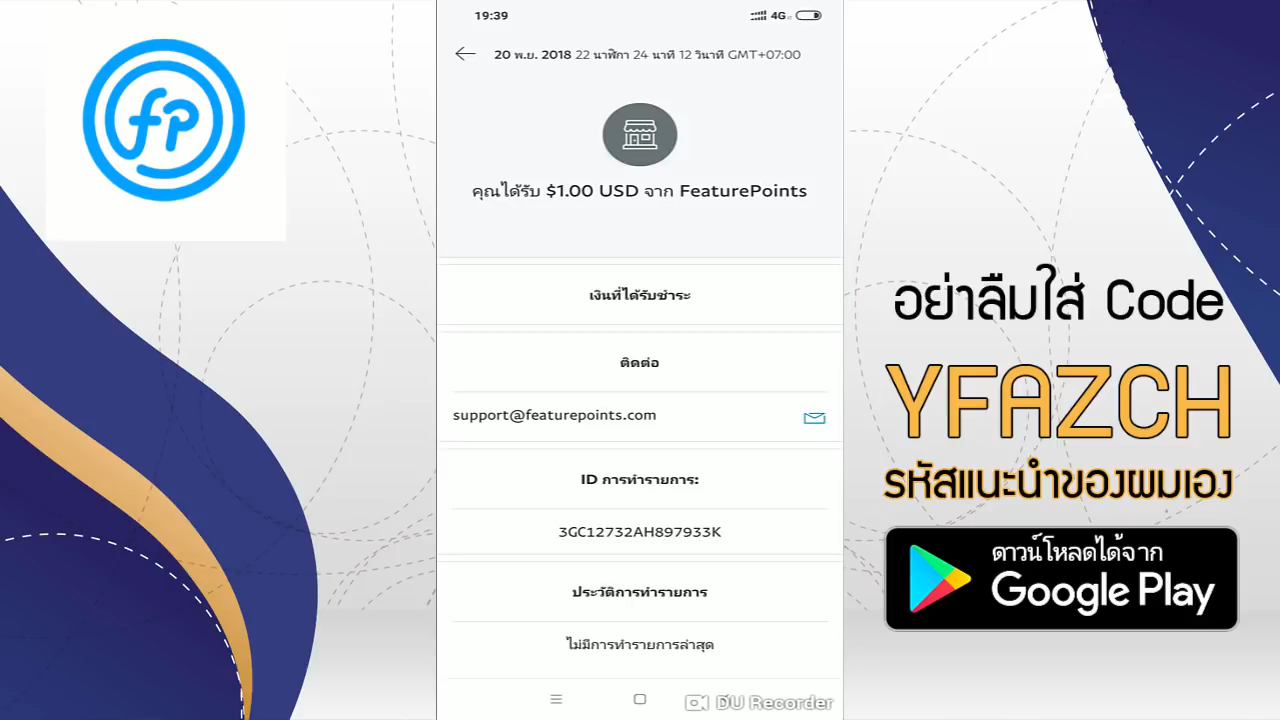 fp
19:39
4G
20 พ.ย. 2018 22 นาฬิกา 24 นาที 12 วินาที GMT+07:00
คุณได้รับ $1.00 USD จาก FeaturePoints
เงินที่ได้รับชำระ
ติดต่อ
support@featurepoints.com
ID การทำรายการ:
3GC12732AH897933K
ประวัติการทำรายการ
ไม่มีการทำรายการล่าสุด
DU Recorder
อย่าลืมใส่ Code
YFAZCH
รหัสแนะนำของผมเอง
ดาวน์โหลดได้จาก
Google Play